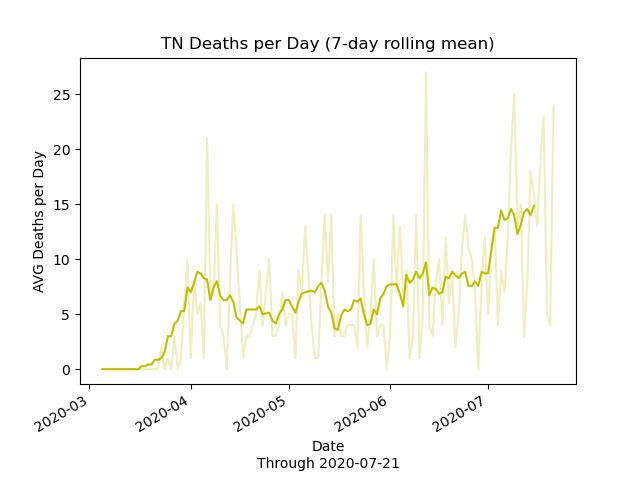 TN Deaths per Day (7-day rolling mean)
AVG Deaths per Day
25
20
15
10
5
0
2020-03
2020-04
2020-05
2020-06
2020-07
Date
Through 2020-07-21